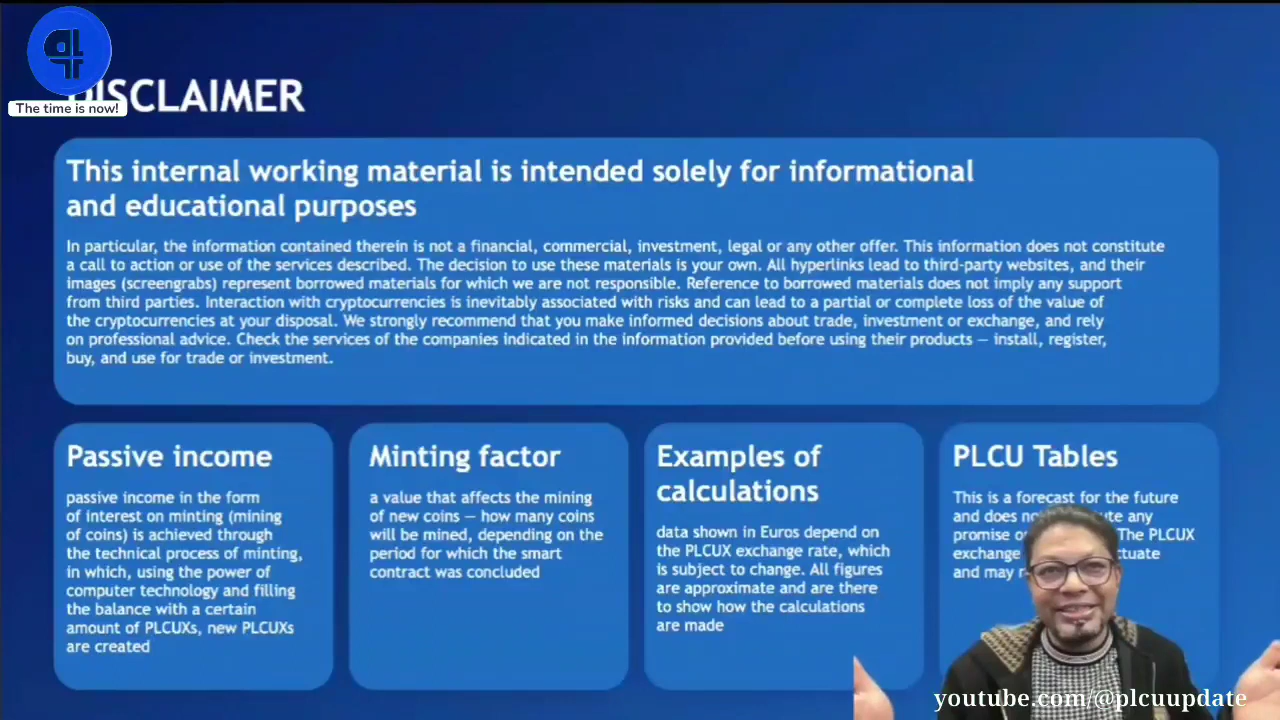 The time is now!
DISCLAIMER
This internal working material is intended solely for informational
and educational purposes
In particular, the information contained therein is not a financial, commercial, investment, legal or any other offer. This information does not constitute
a call to action or use of the services described. The decision to use these materials is your own. All hyperlinks lead to third-party websites, and their
images (screengrabs) represent borrowed materials for which we are not responsible. Reference to borrowed materials does not imply any support
from third parties. Interaction with cryptocurrencies is inevitably associated with risks and can lead to a partial or complete loss of the value of
the cryptocurrencies at your disposal. We strongly recommend that you make informed decisions about trade, investment or exchange, and rely
on professional advice. Check the services of the companies indicated in the information provided before using their products — install, register,
buy, and use for trade or investment.
Passive income
passive income in the form
of interest on minting (mining
of coins) is achieved through
the technical process of minting,
in which, using the power of
computer technology and filling
the balance with a certain
amount of PLCUXs, new PLCUXs
are created
Minting factor
a value that affects the mining
of new coins — how many coins
will be mined, depending on the
period for which the smart
contract was concluded
Examples of
calculations
data shown in Euros depend on
the PLCUX exchange rate, which
is subject to change. All figures
are approximate and are there
to show how the calculations
are made
PLCU Tables
This is a forecast for the future
and does any
promise The PLCUX
exchange
and may
youtube.com/@plcuupdate